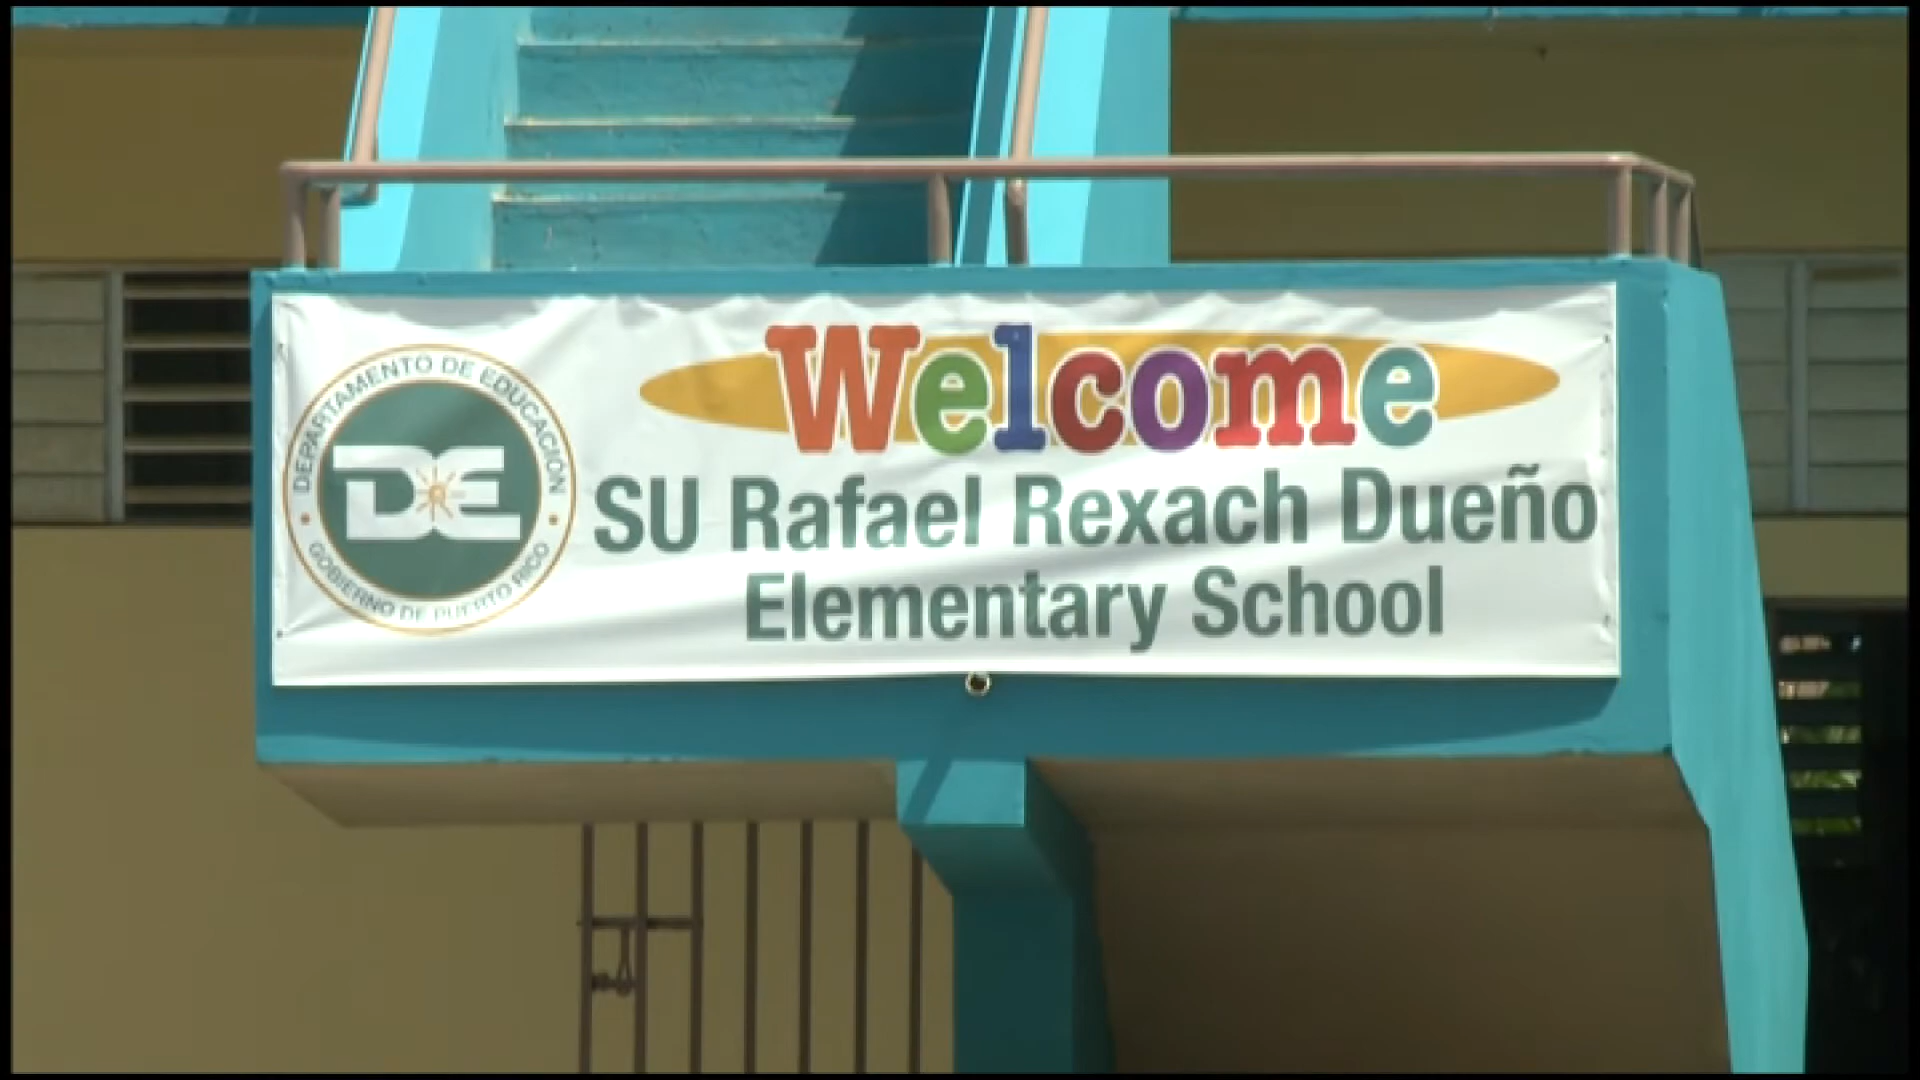 DEPARTAMENTO DE EDUCACIÓN
DE
GOBIERNO DE PUERTO RICO
Welcome
SU Rafael Rexach Dueño
Elementary School